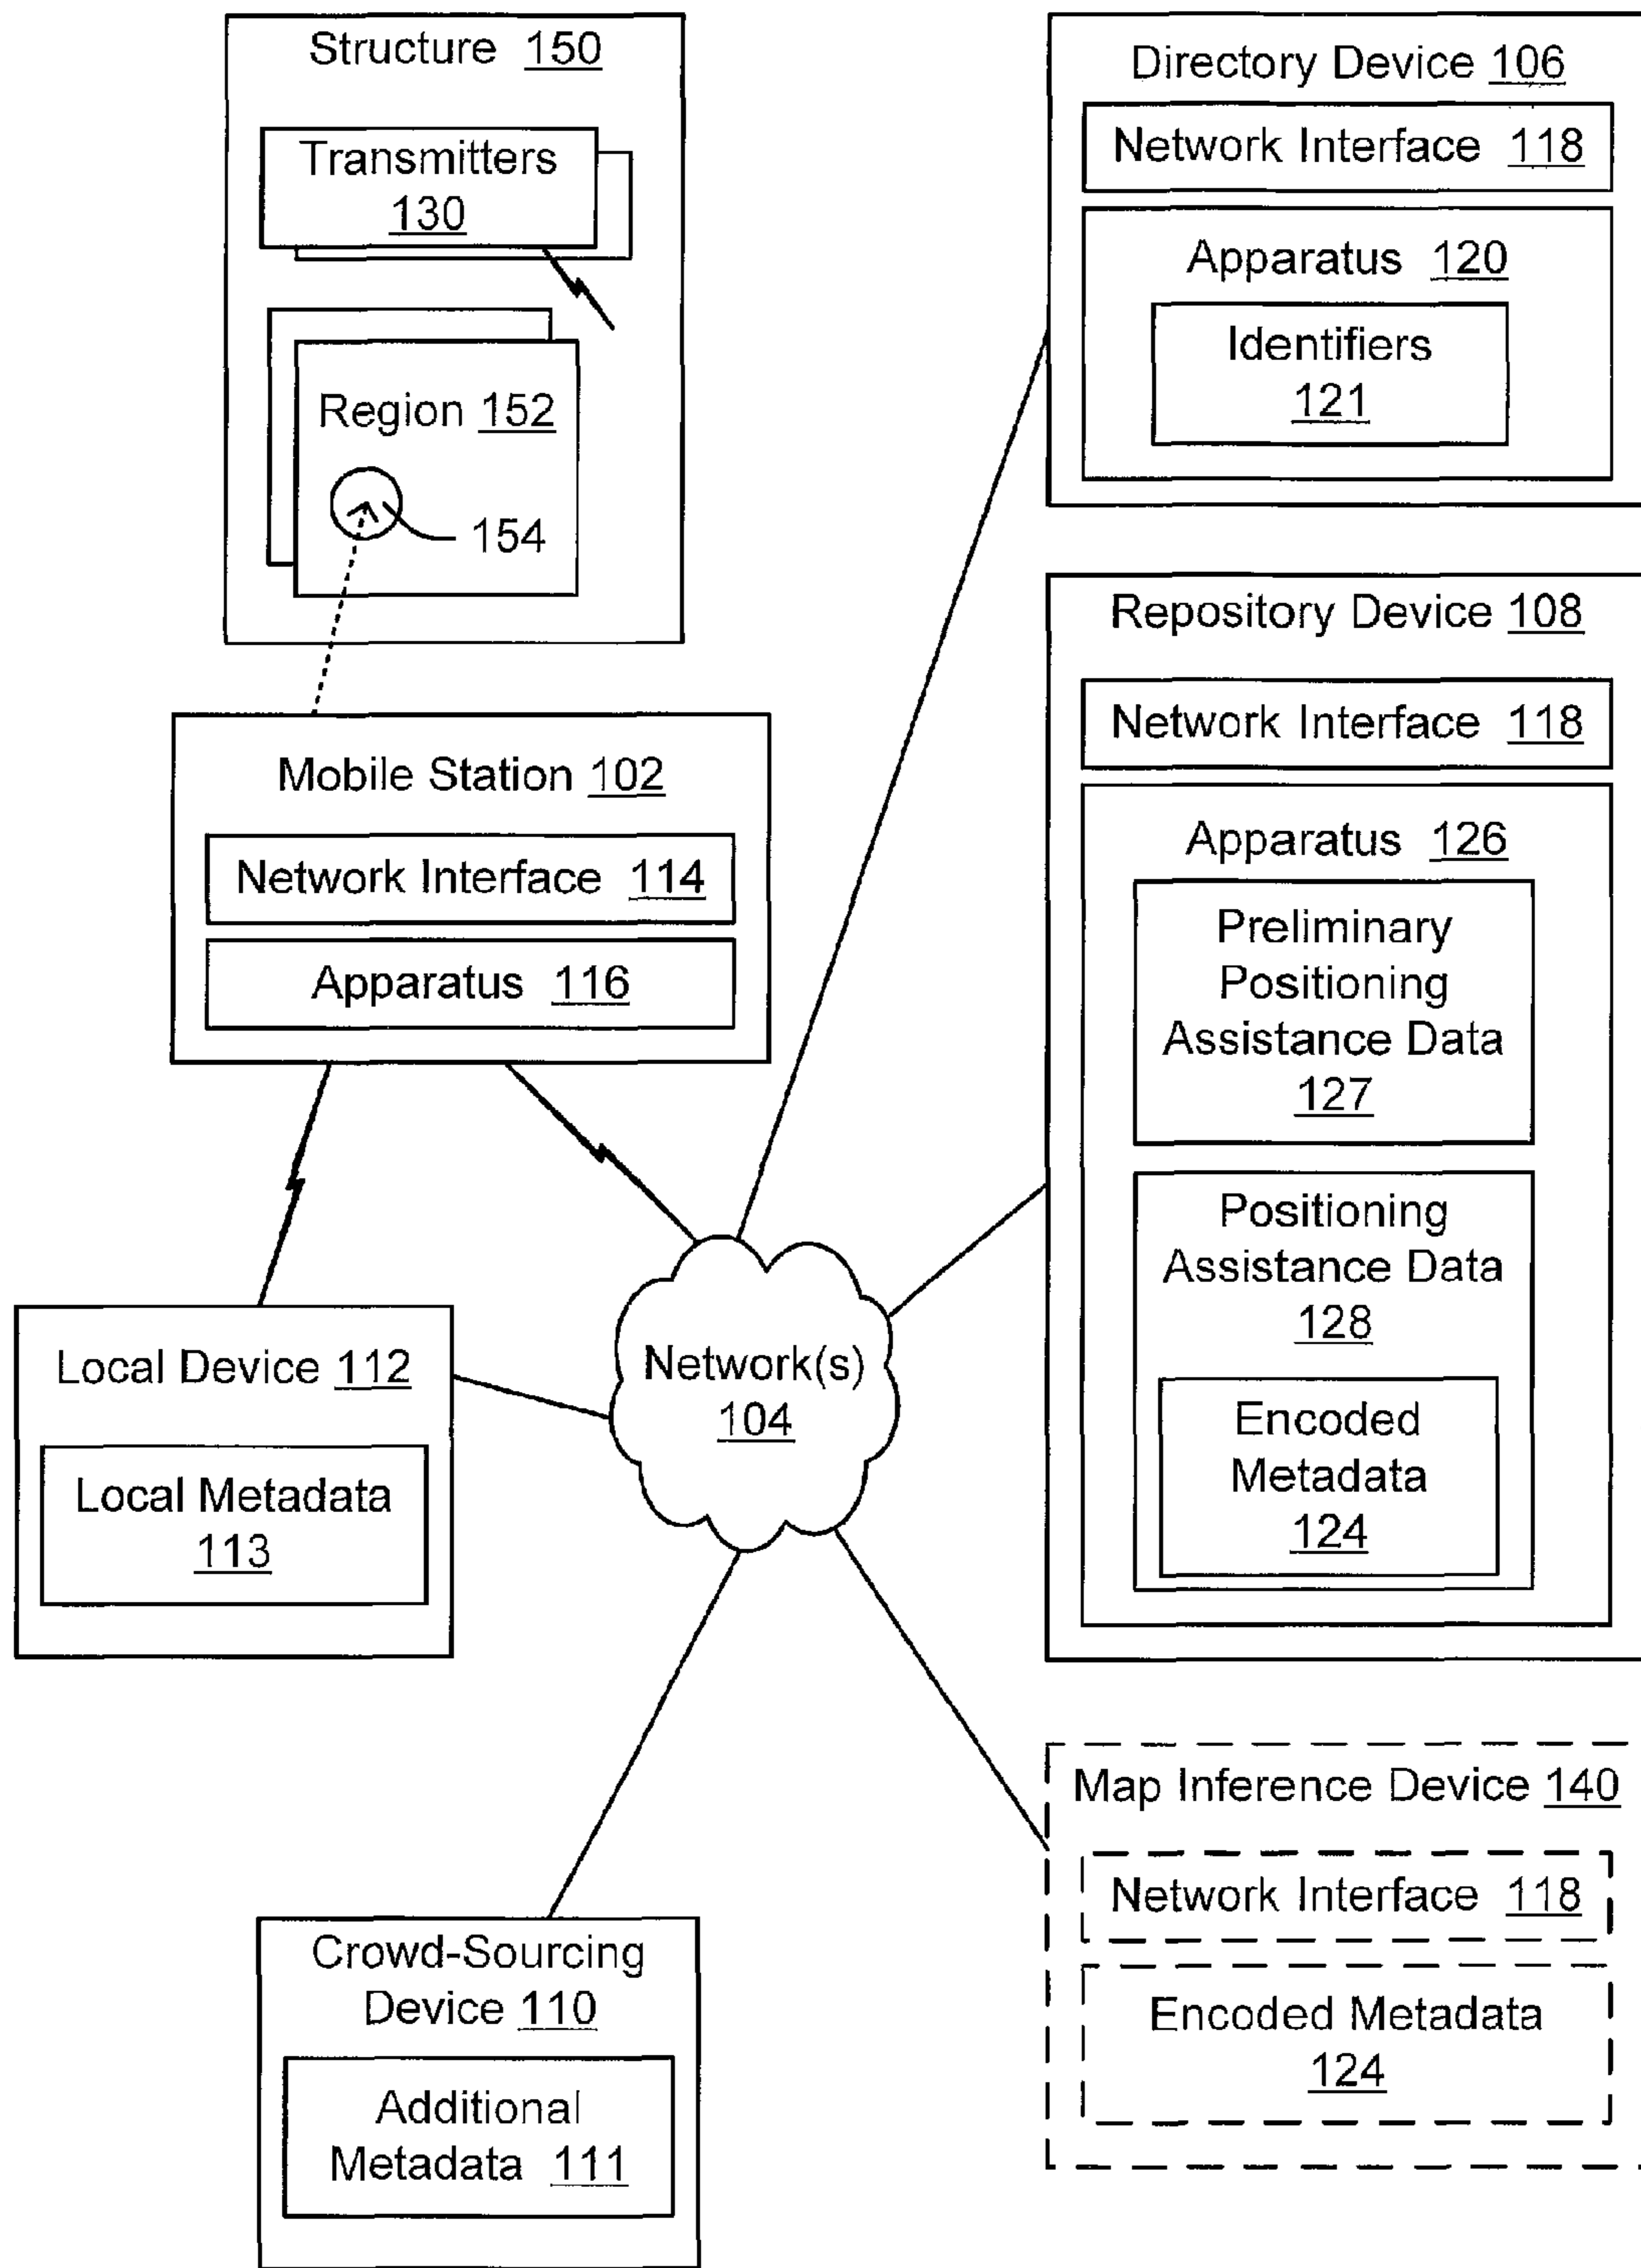 Structure 150
Transmitters
130
Region 152
154
Mobile Station 102
Network Interface 114
Apparatus 116
Local Device 112
Local Metadata
113
Network(s)
104
Crowd-Sourcing
Device 110
Additional
Metadata 111
Directory Device 106
Network Interface 118
Apparatus 120
Identifiers
121
Repository Device 108
Network Interface 118
Apparatus 126
Preliminary
Positioning
Assistance Data
127
Positioning
Assistance Data
128
Encoded
Metadata
124
Map Inference Device 140
Network Interface 118
Encoded Metadata
124